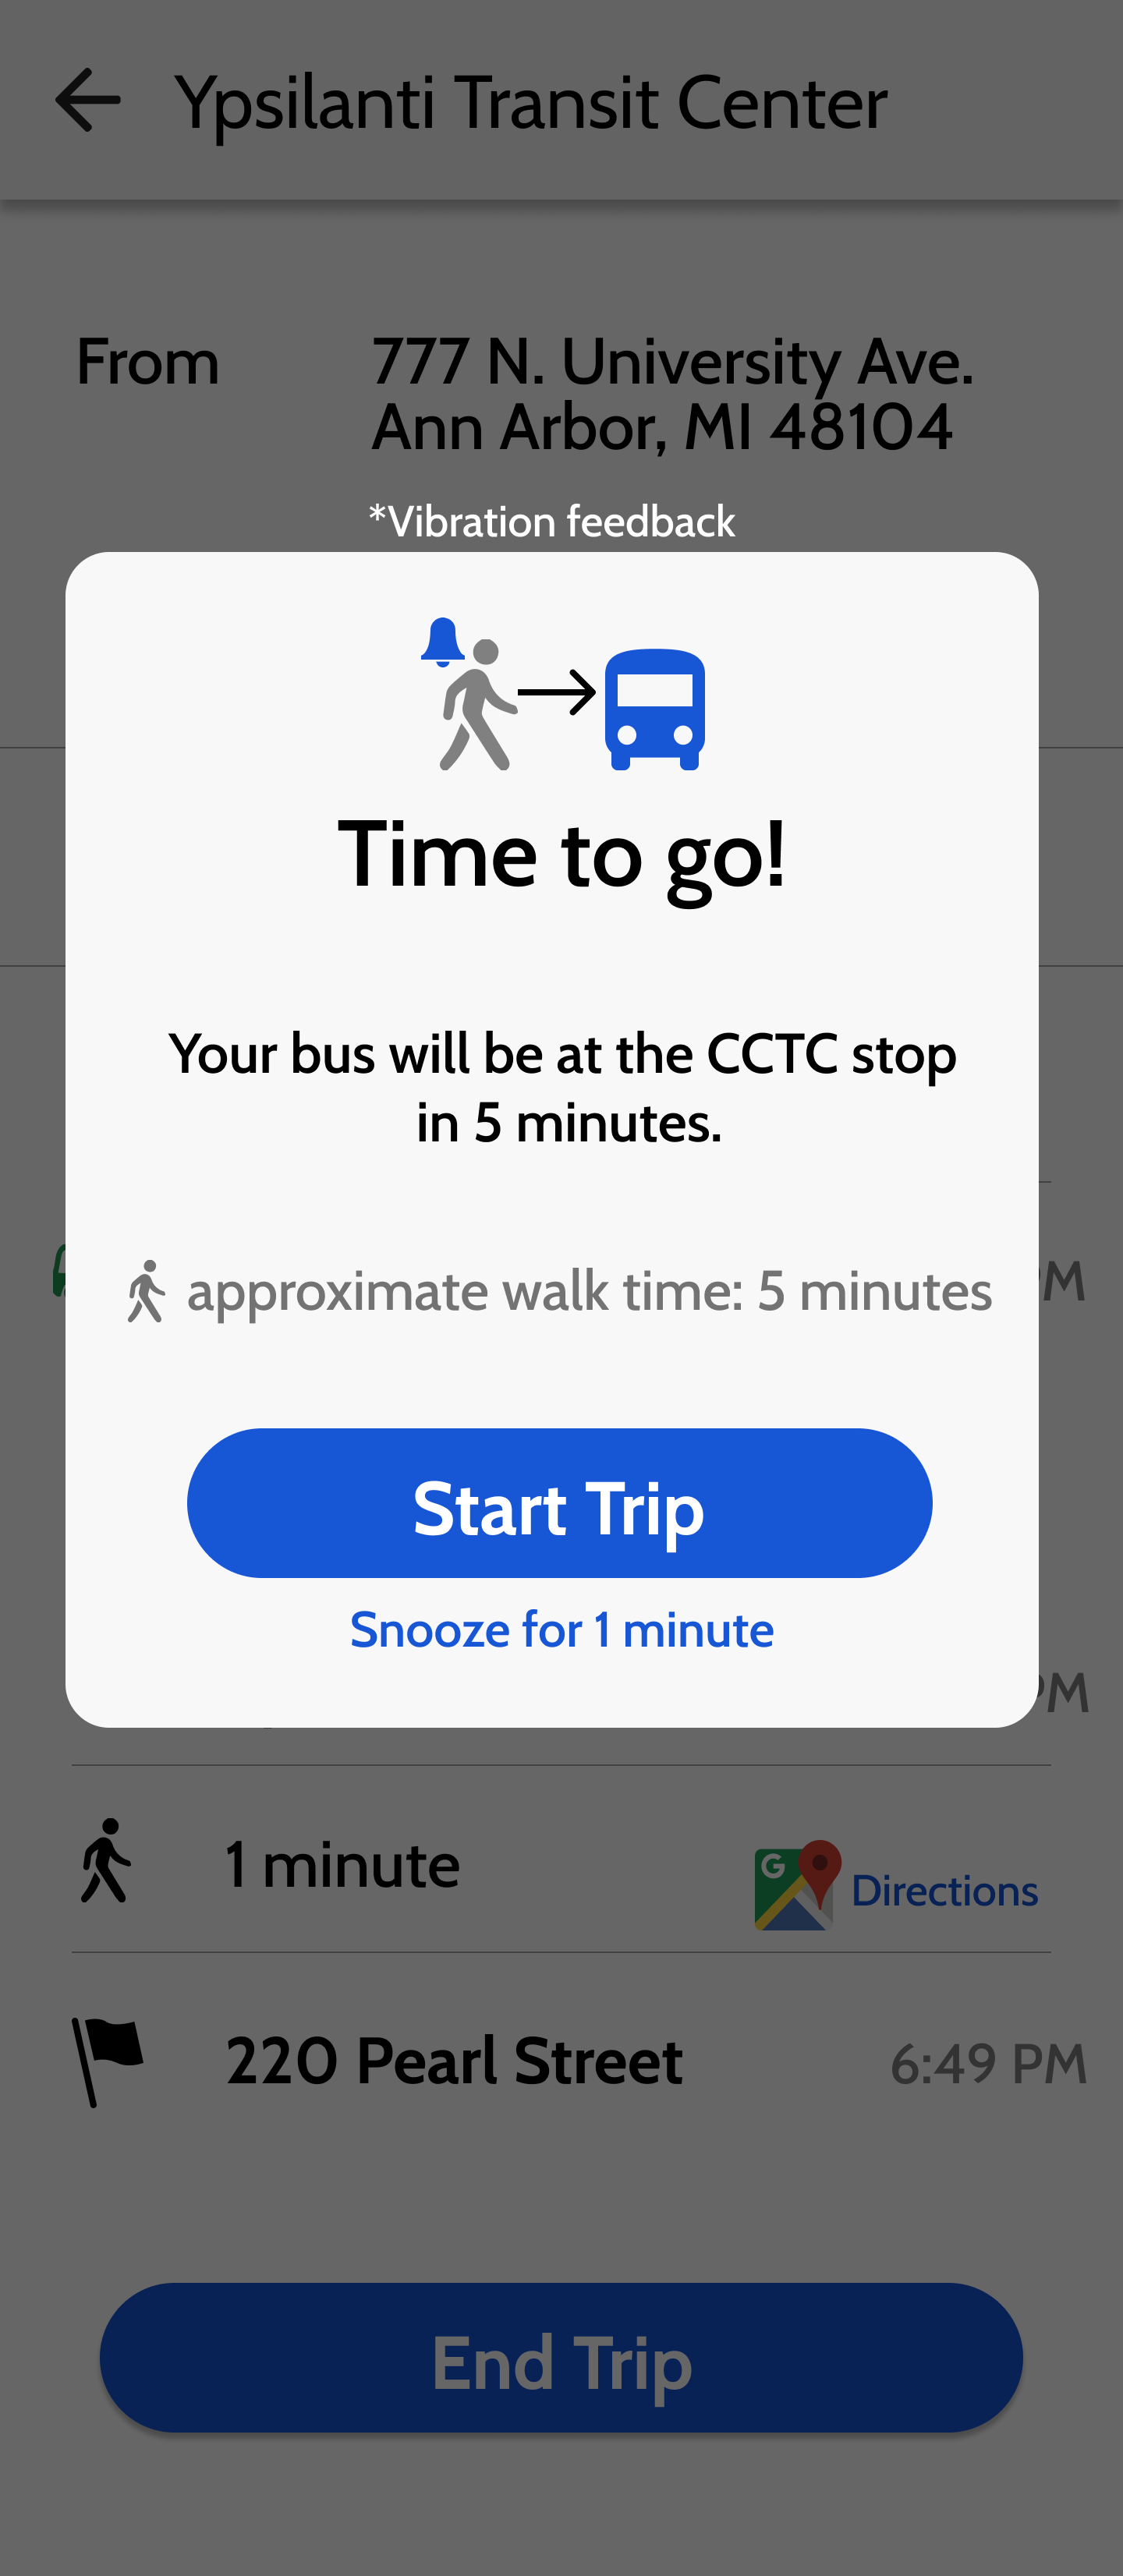 Ypsilanti Transit Center
From
777 N. University Ave.
Ann Arbor, MI 48104
*Vibration feedback
Time to go!
Your bus will be at the CCTC stop
in 5 minutes.
PM
approximate walk time: 5 minutes
Start Trip
Snooze for 1 minute
PM
1 minute
G
Directions
220 Pearl Street
6:49 PM
End Trip